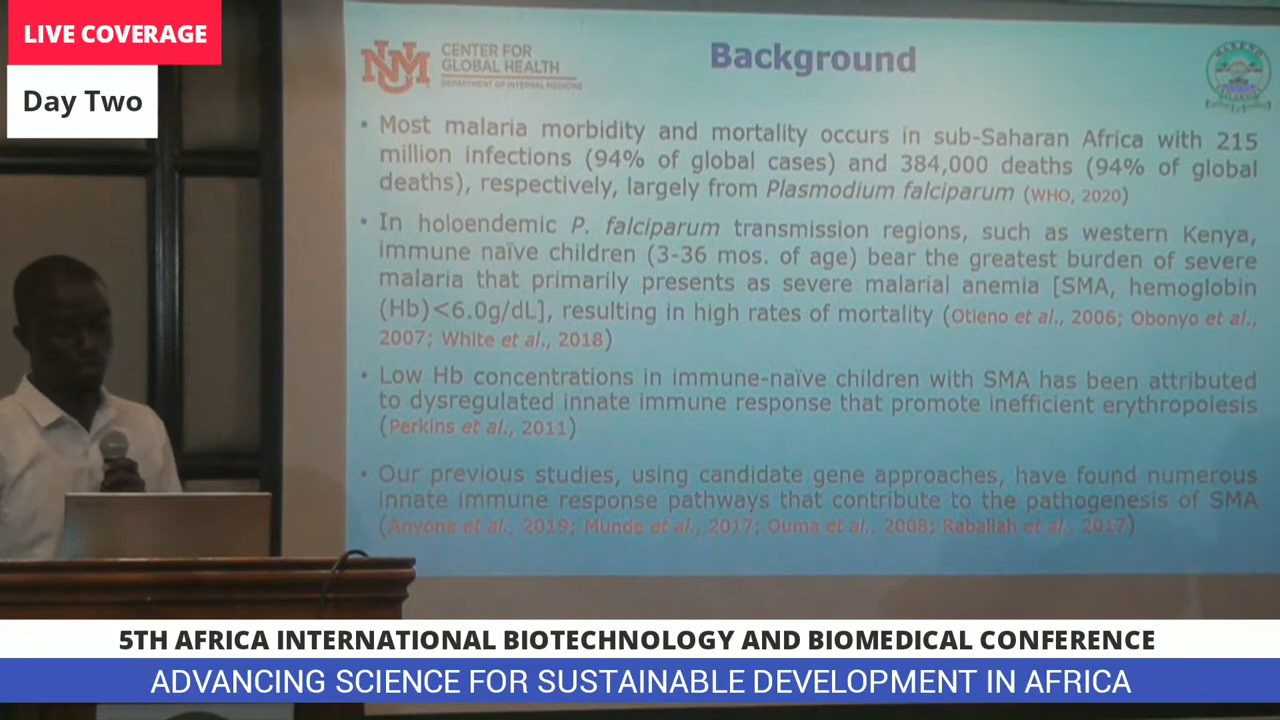 LIVE COVERAGE
Day Two
UNM
CENTER FOR
GLOBAL HEALTH
DEPARTMENT OF INTERNAL MEDICINE
Background
• Most malaria morbidity and mortality occurs in sub-Saharan Africa with 215
million infections (94% of global cases) and 384,000 deaths (94% of global
deaths), respectively, largely from Plasmodium falciparum (WHO, 2020)
• In holoendemic P. falciparum transmission regions, such as western Kenya,
immune naïve children (3-36 mos. of age) bear the greatest burden of severe
malaria that primarily presents as severe malarial anemia [SMA, hemoglobin
(Hb)<6.0g/dL], resulting in high rates of mortality (Otieno et al., 2006; Obonyo et al.,
2007; White et al., 2018)
• Low Hb concentrations in immune-naïve children with SMA has been attributed
to dysregulated innate immune response that promote inefficient erythropoiesis
(Perkins et al., 2011)
• Our previous studies, using candidate gene approaches, have found numerous
innate immune response pathways that contribute to the pathogenesis of SMA
(Anyona et al., 2019; Munde et al., 2017; Ouma et al., 2008; Raballah et al., 2017)
5TH AFRICA INTERNATIONAL BIOTECHNOLOGY AND BIOMEDICAL CONFERENCE
ADVANCING SCIENCE FOR SUSTAINABLE DEVELOPMENT IN AFRICA